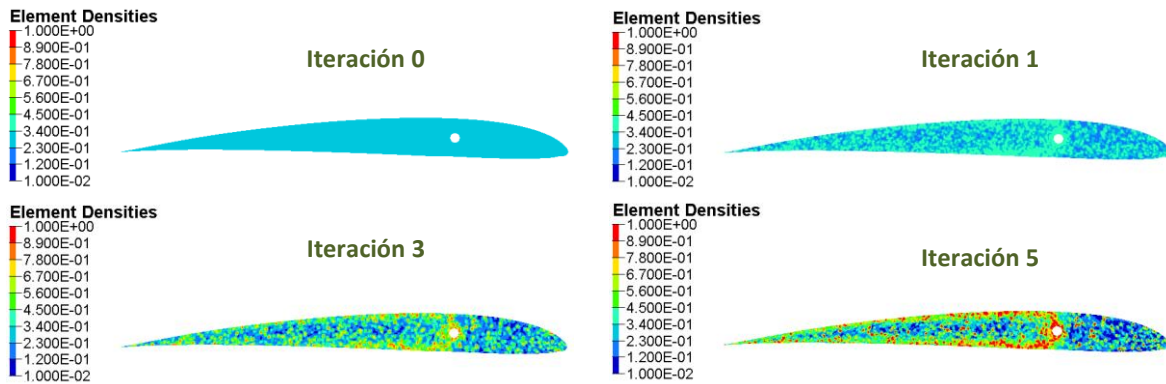 Element Densities
1.000E+00
8.900E-01
7.800E-01
6.700E-01
5.600E-01
4.500E-01
3.400E-01
2.300E-01
1.200E-01
1.000E-02
Iteración 0
Element Densities
1.000E+00
8.900E-01
7.800E-01
6.700E-01
5.600E-01
4.500E-01
3.400E-01
2.300E-01
1.200E-01
1.000E-02
Iteración 1
Element Densities
1.000E+00
8.900E-01
7.800E-01
6.700E-01
5.600E-01
4.500E-01
3.400E-01
2.300E-01
1.200E-01
1.000E-02
Iteración 3
Element Densities
1.000E+00
8.900E-01
7.800E-01
6.700E-01
5.600E-01
4.500E-01
3.400E-01
2.300E-01
1.200E-01
1.000E-02
Iteración 5